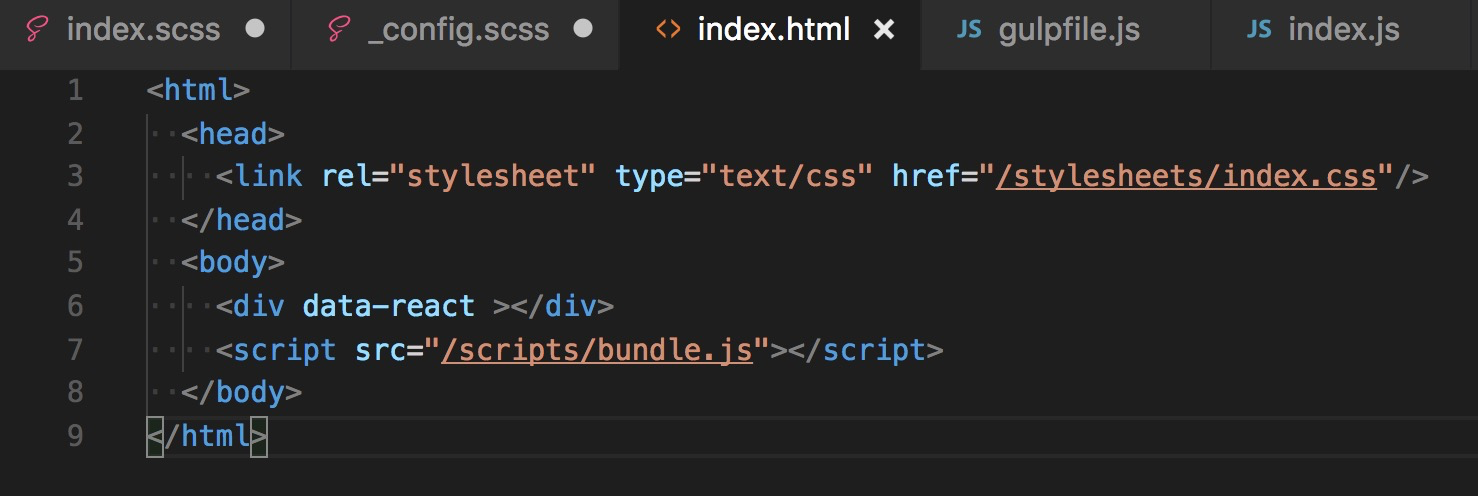 index.scss _config.scss <> index.html × JS gulpfile.js JS index.js
1 <html>
2   <head>
3     <link rel="stylesheet" type="text/css" href="/stylesheets/index.css"/>
4   </head>
5   <body>
6     <div data-react ></div>
7     <script src="/scripts/bundle.js"></script>
8   </body>
9 </html>